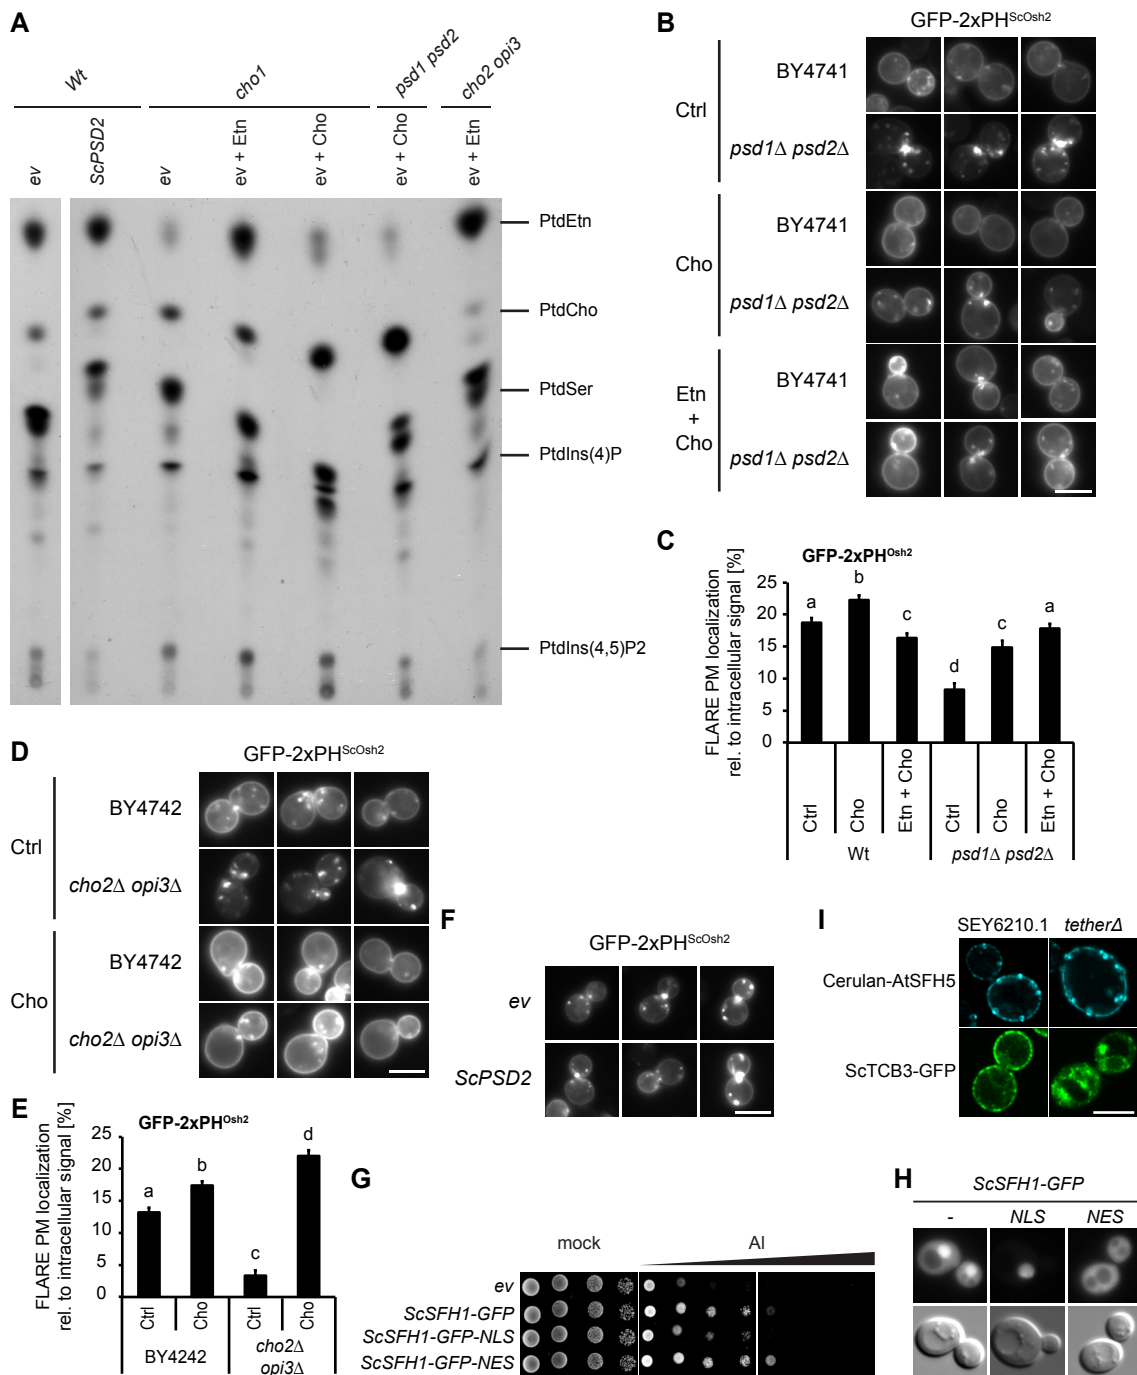 A
Wt
cho1
psd1 psd2
cho2 opi3
ev
ScPSD2
ev
ev + Etn
ev + Cho
ev + Cho
ev + Etn
PtdEtn
PtdCho
PtdSer
PtdIns(4)P
PtdIns(4,5)P2
B
GFP-2xPH^ScOsh2
Ctrl
BY4741
psd1Δ psd2Δ
Cho
BY4741
psd1Δ psd2Δ
Etn
+
Cho
BY4741
psd1Δ psd2Δ
C
GFP-2xPH^Osh2
FLARE PM localization
rel. to intracellular signal [%]
25
20
15
10
5
0
a
b
c
d
c
a
Ctrl
Cho
Etn + Cho
Ctrl
Cho
Etn + Cho
Wt
psd1Δ psd2Δ
D
GFP-2xPH^ScOsh2
Ctrl
BY4742
cho2Δ opi3Δ
Cho
BY4742
cho2Δ opi3Δ
E
GFP-2xPH^Osh2
FLARE PM localization
rel. to intracellular signal [%]
25
20
15
10
5
0
a
b
c
d
Ctrl
Cho
Ctrl
Cho
BY4242
cho2Δ
opi3Δ
F
GFP-2xPH^ScOsh2
ev
ScPSD2
G
mock
Al
ev
ScSFH1-GFP
ScSFH1-GFP-NLS
ScSFH1-GFP-NES
H
ScSFH1-GFP
-
NLS
NES
I
SEY6210.1
tetherΔ
Cerulan-AtSFH5
ScTCB3-GFP